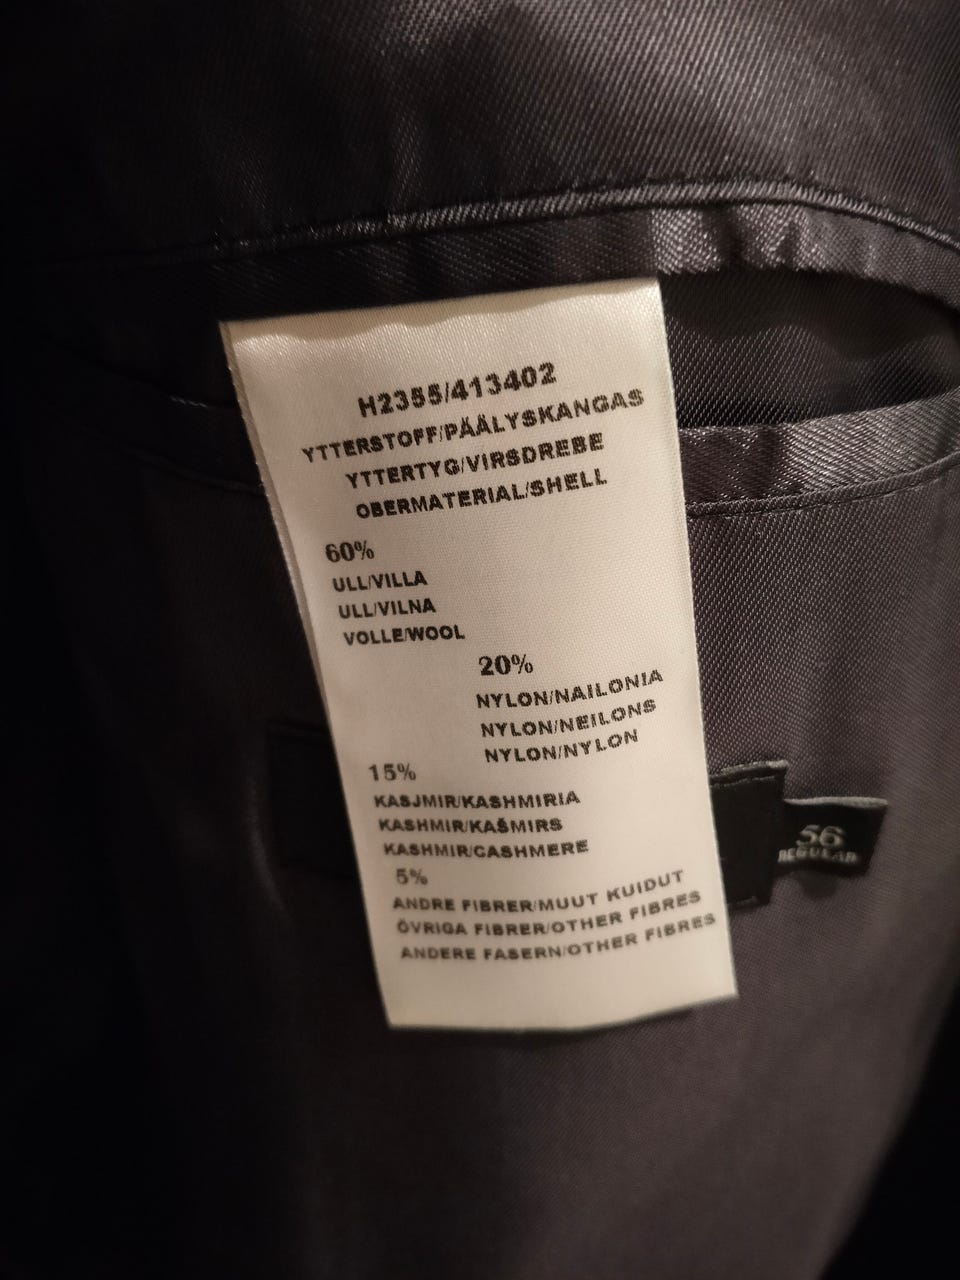 H2355/413402
YTTERSTOFF/PÄÄLYSKANGAS
YTTERTYG/VIRSDREBE
OBERMATERIAL/SHELL
60%
ULL/VILLA
ULL/VILNA
VOLLE/WOOL
20%
NYLON/NAILONIA
NYLON/NEILONS
NYLON/NYLON
15%
KASJMIR/KASHMIRIA
KASHMIR/KAŠMIRS
KASHMIR/CASHMERE
5%
ANDRE FIBRER/MUUT KUIDUT
ÖVRIGA FIBRER/OTHER FIBRES
ANDERE FASERN/OTHER FIBRES
56
REGULAR